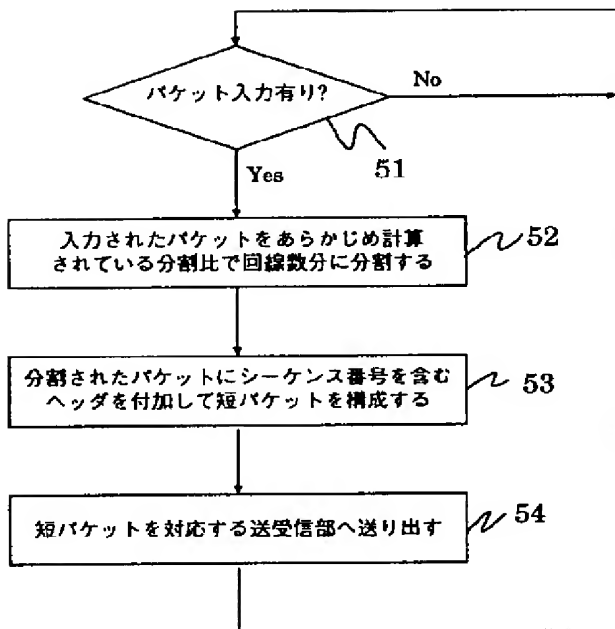 パケット入力有り?
No
51
Yes
入力されたパケットをあらかじめ計算
されている分割比で回線数分に分割する
52
分割されたパケットにシーケンス番号を含む
ヘッダを付加して短パケットを構成する
53
短パケットを対応する送受信部へ送り出す
54